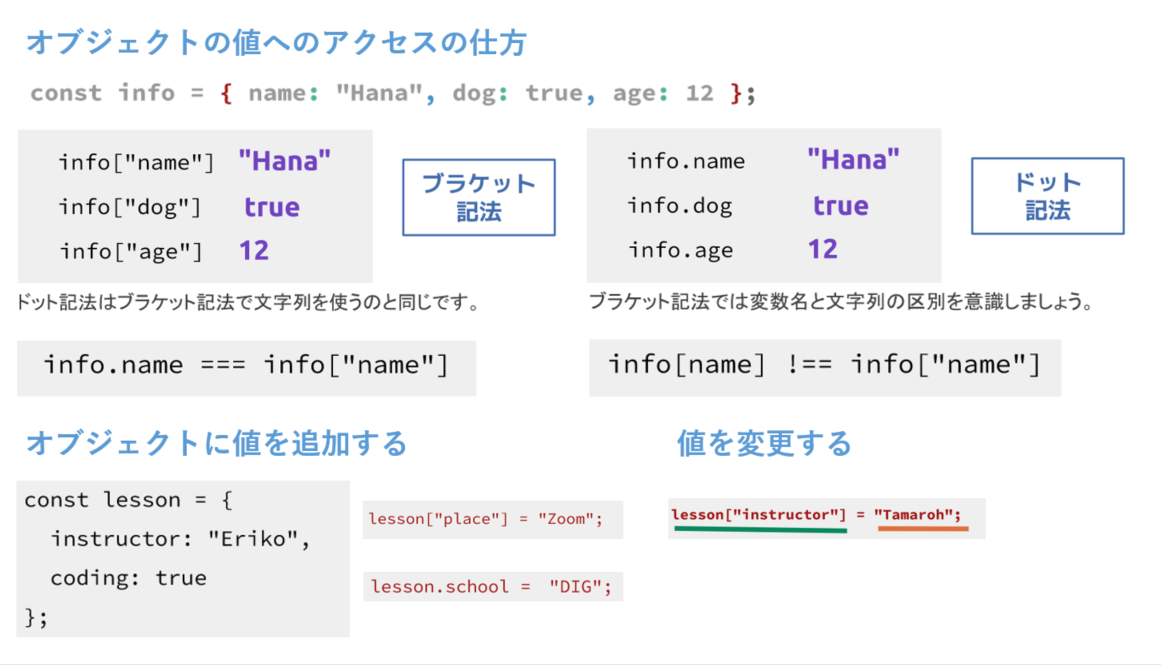 オブジェクトの値へのアクセスの仕方
const info = { name: "Hana", dog: true, age: 12 };
info["name"] "Hana"
info["dog"] true
info["age"] 12
ブラケット
記法
info.name "Hana"
info.dog true
info.age 12
ドット
記法
ドット記法はブラケット記法で文字列を使うのと同じです。
ブラケット記法では変数名と文字列の区別を意識しましょう。
info.name === info["name"]
info[name] !== info["name"]
オブジェクトに値を追加する
const lesson = {
instructor: "Eriko",
coding: true
};
lesson["place"] = "Zoom";
lesson.school = "DIG";
値を変更する
lesson["instructor"] = "Tamaroh";